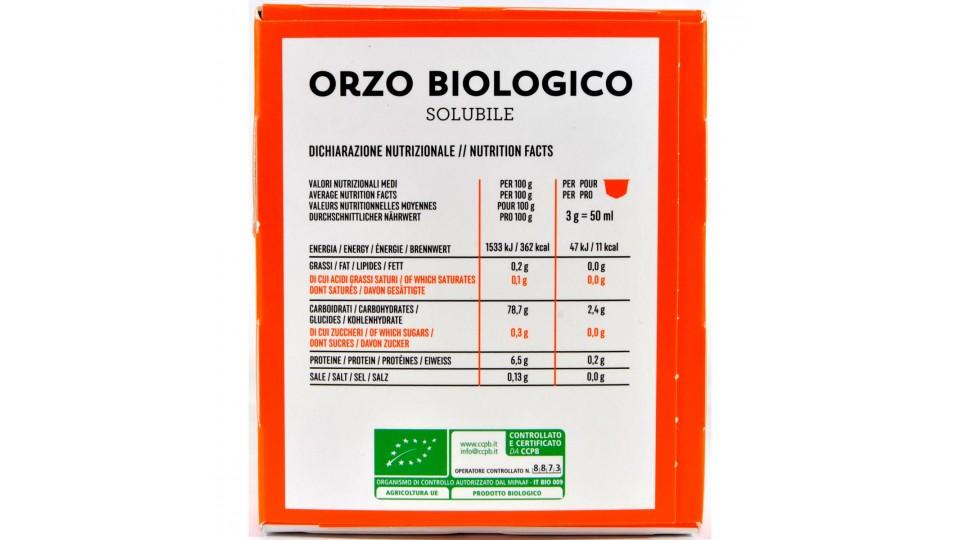 ORZO BIOLOGICO
SOLUBILE
DICHIARAZIONE NUTRIZIONALE // NUTRITION FACTS
VALORI NUTRIZIONALI MEDI PER 100 g PER POUR
AVERAGE NUTRITION FACTS PER 100 g PER PRO
VALEURS NUTRITIONNELLES MOYENNES POUR 100 g
DURCHSCHNITTLICHER NÄHRWERT PRO 100 g 3 g = 50 ml
ENERGIA / ENERGY / ÉNERGIE / BRENNWERT 1533 kJ / 362 kcal 47 kJ / 11 kcal
GRASSI / FAT / LIPIDES / FETT 0,2 g 0,0 g
DI CUI ACIDI GRASSI SATURI / OF WHICH SATURATES 0,1 g 0,0 g
DONT SATURÉS / DAVON GESÄTTIGTE
CARBOIDRATI / CARBOHYDRATES / 78,7 g 2,4 g
GLUCIDES / KOHLENHYDRATE
DI CUI ZUCCHERI / OF WHICH SUGARS / 0,3 g 0,0 g
DONT SUCRES / DAVON ZUCKER
PROTEINE / PROTEIN / PROTÉINES / EIWEISS 6,5 g 0,2 g
SALE / SALT / SEL / SALZ 0,13 g 0,0 g
www.ccpb.it
info@ccpb.it
CONTROLLATO
E CERTIFICATO
DA CCPB
OPERATORE CONTROLLATO N. 8873
ORGANISMO DI CONTROLLO AUTORIZZATO DAL MIPAAF - IT BIO 009
AGRICOLTURA UE PRODOTTO BIOLOGICO